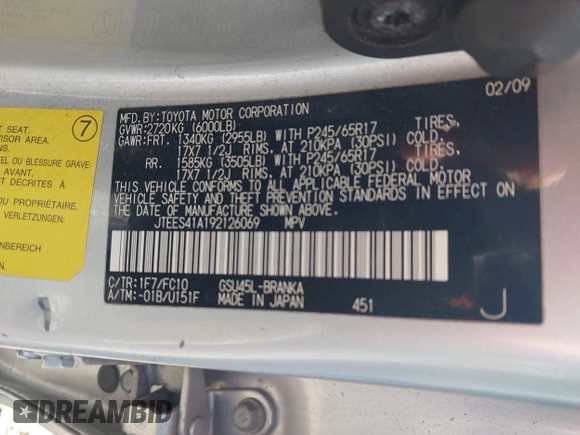 02/09
MFD. BY: TOYOTA MOTOR CORPORATION
GVWR: 2720KG (6000LB)
GAWR: FRT. 1340KG (2955LB) WITH P245/65R17 TIRES,
17X7 1/2J RIMS, AT 210KPA (30PSI) COLD.
RR. 1585KG (3505LB) WITH P245/65R17 TIRES,
17X7 1/2J RIMS, AT 210KPA (30PSI) COLD.
THIS VEHICLE CONFORMS TO ALL APPLICABLE FEDERAL MOTOR
VEHICLE SAFETY AND THEFT PREVENTION STANDARDS IN EFFECT ON
THE DATE OF MANUFACTURE SHOWN ABOVE.
JTEES41A192126069 MPV
C/TR: 1F7/FC10 GSU45L-BRANKA
A/TM: -01B/U151F MADE IN JAPAN 451 J
7
T SEAT.
VISOR AREA.
OU BLESSURE GRAVE:
AVANT.
T DÉCRITES À
PROPRIÉTAIRE.
DREAMBID